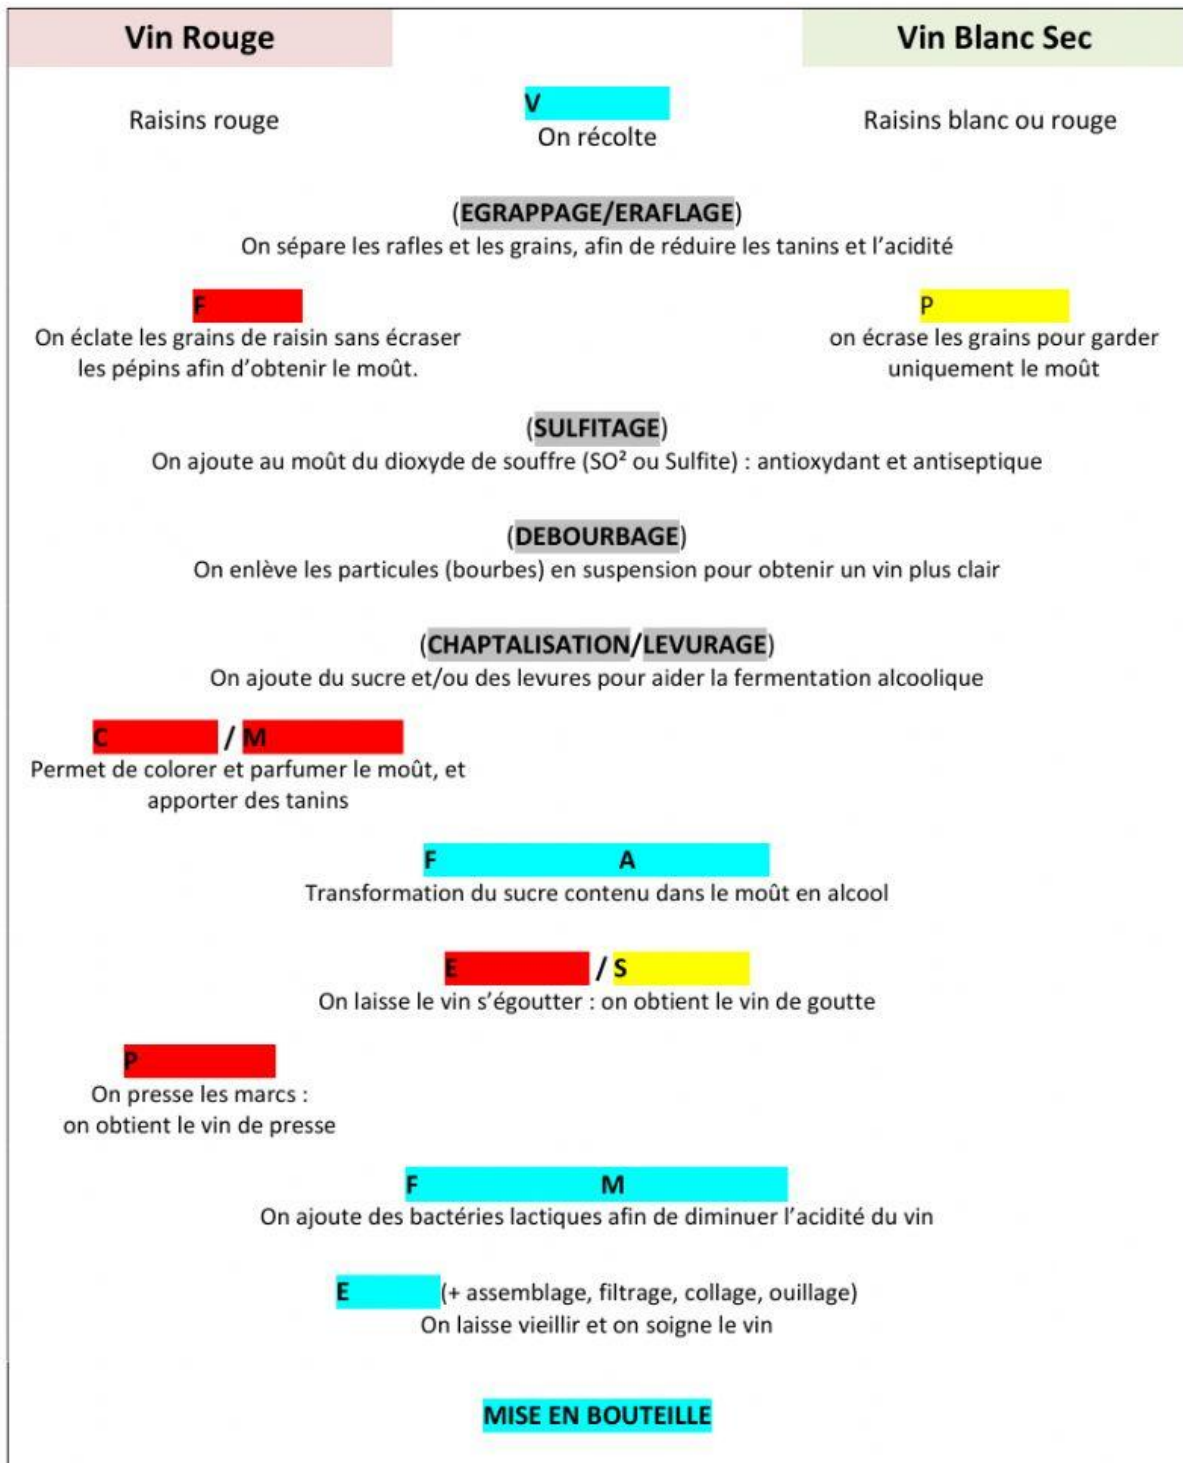 Vin Rouge
Vin Blanc Sec
Raisins rouge
V
On récolte
Raisins blanc ou rouge
(EGRAPPAGE/ERAFLAGE)
On sépare les rafles et les grains, afin de réduire les tanins et l’acidité
F
On éclate les grains de raisin sans écraser
les pépins afin d’obtenir le moût.
P
on écrase les grains pour garder
uniquement le moût
(SULFITAGE)
On ajoute au moût du dioxyde de souffre (SO² ou Sulfite) : antioxydant et antiseptique
(DEBOURBAGE)
On enlève les particules (bourbes) en suspension pour obtenir un vin plus clair
(CHAPTALISATION/LEVURAGE)
On ajoute du sucre et/ou des levures pour aider la fermentation alcoolique
C / M
Permet de colorer et parfumer le moût, et
apporter des tanins
F A
Transformation du sucre contenu dans le moût en alcool
E / S
On laisse le vin s’égoutter : on obtient le vin de goutte
P
On presse les marcs :
on obtient le vin de presse
F M
On ajoute des bactéries lactiques afin de diminuer l’acidité du vin
E (+ assemblage, filtrage, collage, ouillage)
On laisse vieillir et on soigne le vin
MISE EN BOUTEILLE